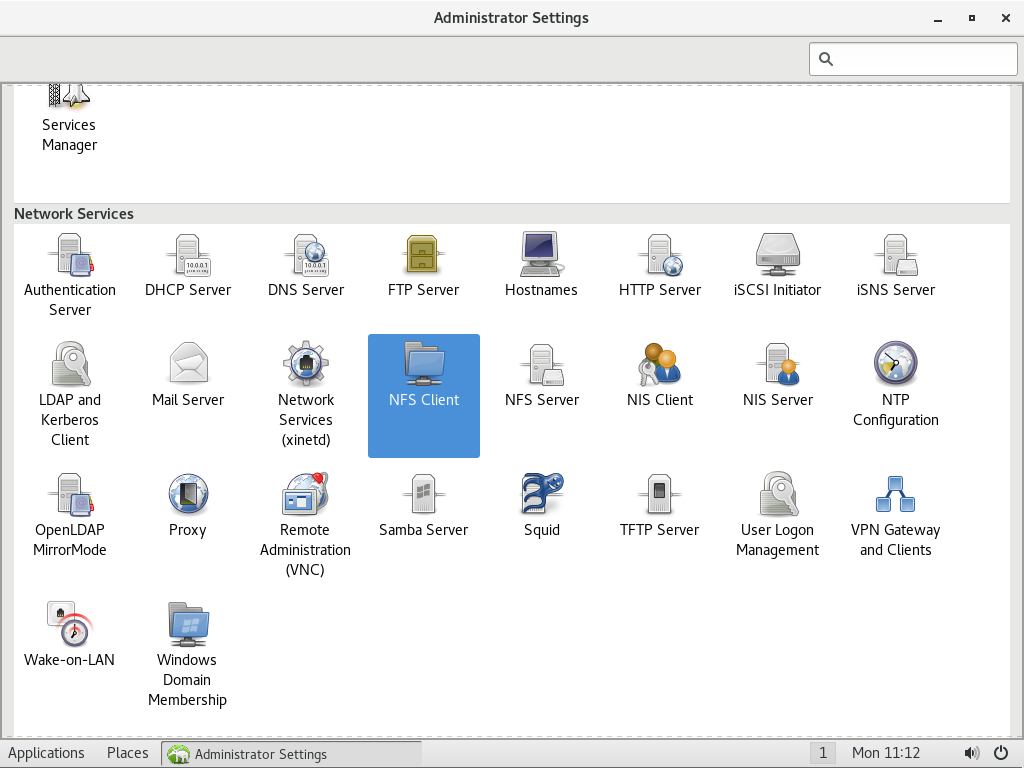 Administrator Settings
Services
Manager
Network Services
Authentication
Server
DHCP Server
DNS Server
FTP Server
Hostnames
HTTP Server
iSCSI Initiator
iSNS Server
LDAP and
Kerberos
Client
Mail Server
Network
Services
(xinetd)
NFS Client
NFS Server
NIS Client
NIS Server
NTP
Configuration
OpenLDAP
MirrorMode
Proxy
Remote
Administration
(VNC)
Samba Server
Squid
TFTP Server
User Logon
Management
VPN Gateway
and Clients
Wake-on-LAN
Windows
Domain
Membership
Applications Places Administrator Settings 1 Mon 11:12